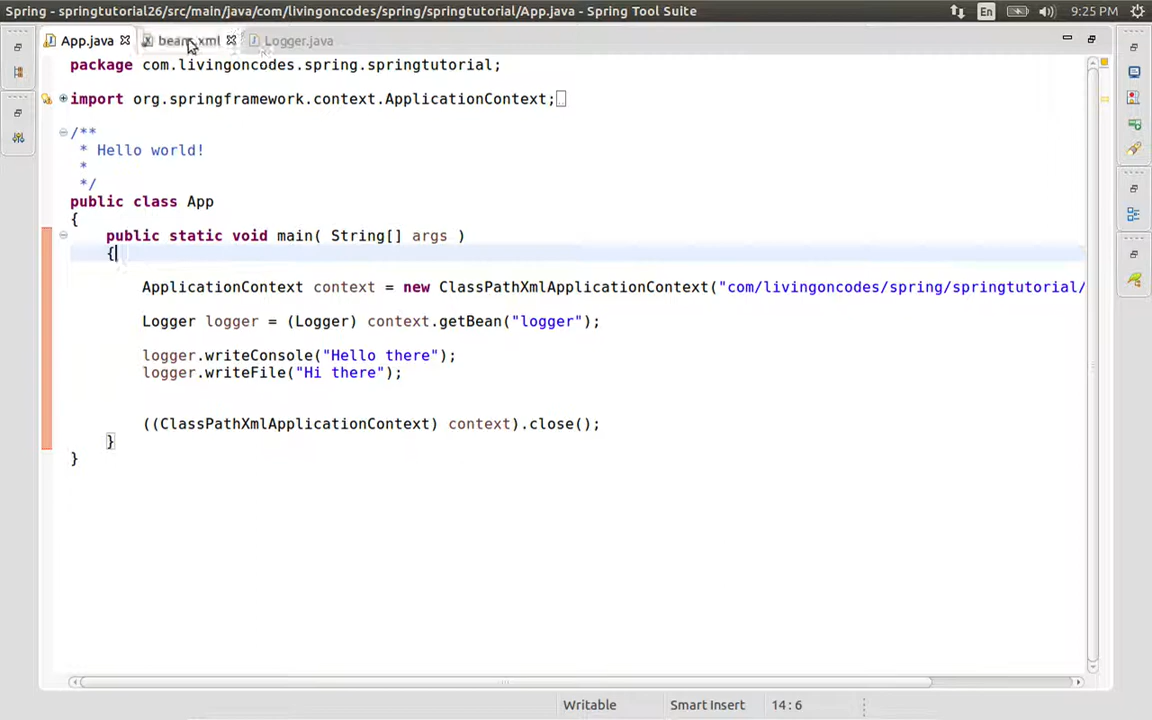 Spring - springtutorial26/src/main/java/com/livingoncodes/spring/springtutorial/App.java - Spring Tool Suite
En
9:25 PM
App.java
beans.xml
Logger.java
package com.livingoncodes.spring.springtutorial;
import org.springframework.context.ApplicationContext;
/**
* Hello world!
*
*/
public class App
{
public static void main( String[] args )
{
ApplicationContext context = new ClassPathXmlApplicationContext("com/livingoncodes/spring/springtutorial/
Logger logger = (Logger) context.getBean("logger");
logger.writeConsole("Hello there");
logger.writeFile("Hi there");
((ClassPathXmlApplicationContext) context).close();
}
}
Writable
Smart Insert
14 : 6